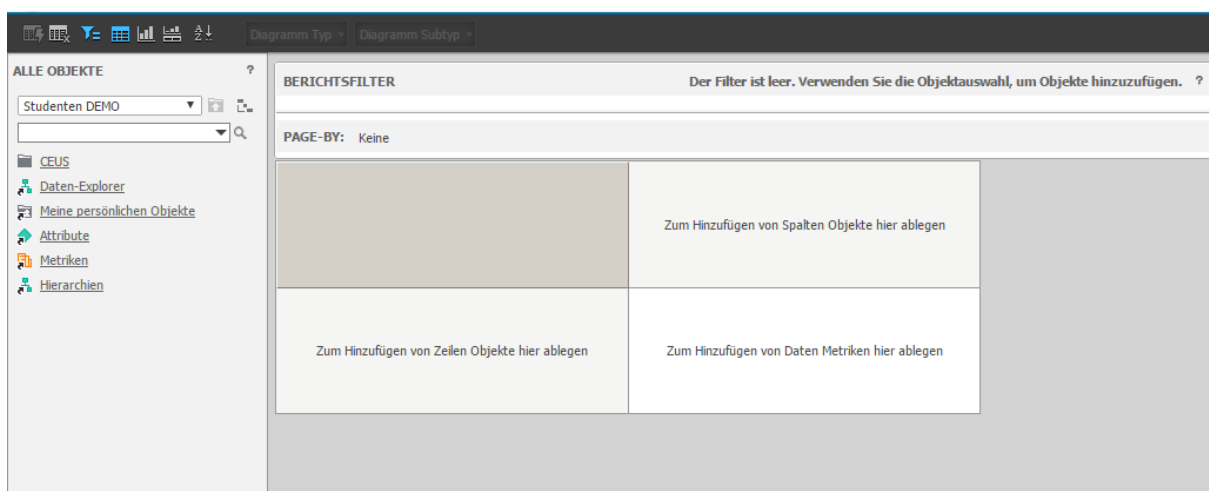 Diagramm Typ
Diagramm Subtyp
ALLE OBJEKTE ?
Studenten DEMO
CEUS
Daten-Explorer
Meine persönlichen Objekte
Attribute
Metriken
Hierarchien
BERICHTSFILTER Der Filter ist leer. Verwenden Sie die Objektauswahl, um Objekte hinzuzufügen. ?
PAGE-BY: Keine
Zum Hinzufügen von Spalten Objekte hier ablegen
Zum Hinzufügen von Zeilen Objekte hier ablegen
Zum Hinzufügen von Daten Metriken hier ablegen